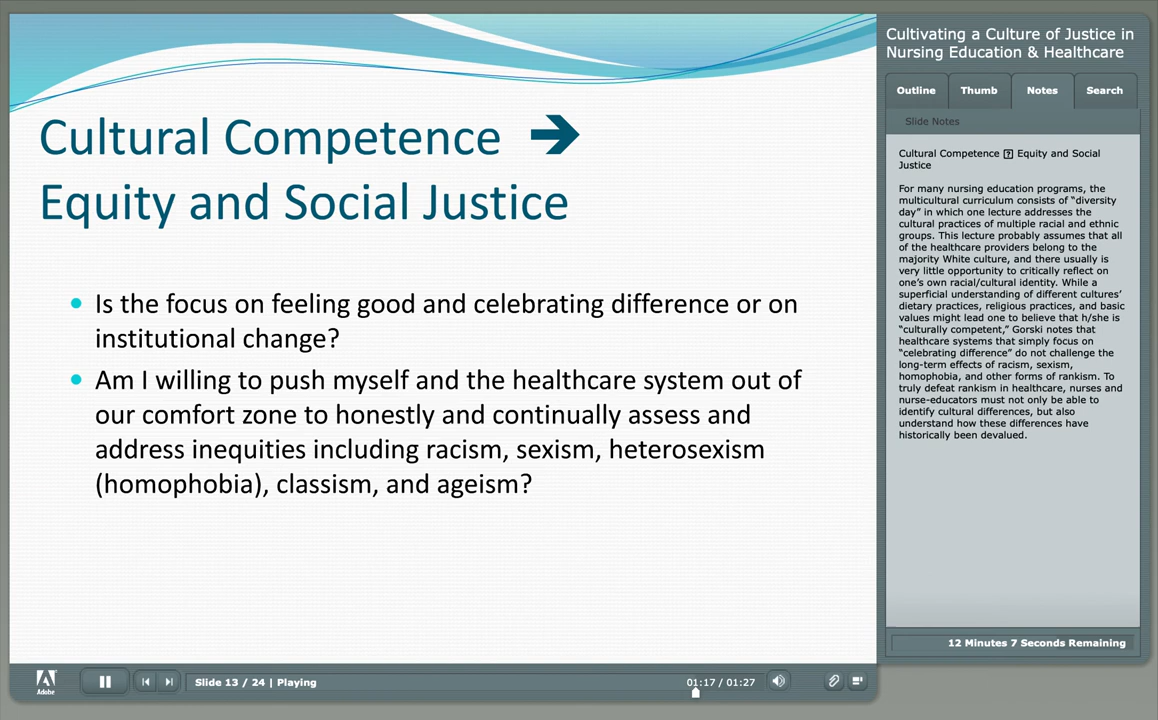 Cultural Competence ➔
Equity and Social Justice
• Is the focus on feeling good and celebrating difference or on
institutional change?
• Am I willing to push myself and the healthcare system out of
our comfort zone to honestly and continually assess and
address inequities including racism, sexism, heterosexism
(homophobia), classism, and ageism?
Adobe
Slide 13 / 24 | Playing
01:17 / 01:27
Cultivating a Culture of Justice in
Nursing Education & Healthcare
Outline Thumb Notes Search
Slide Notes
Cultural Competence ? Equity and Social
Justice
For many nursing education programs, the
multicultural curriculum consists of “diversity
day” in which one lecture addresses the
cultural practices of multiple racial and ethnic
groups. This lecture probably assumes that all
of the healthcare providers belong to the
majority White culture, and there usually is
very little opportunity to critically reflect on
one’s own racial/cultural identity. While a
superficial understanding of different cultures’
dietary practices, religious practices, and basic
values might lead one to believe that h/she is
“culturally competent,” Gorski notes that
healthcare systems that simply focus on
“celebrating difference” do not challenge the
long-term effects of racism, sexism,
homophobia, and other forms of rankism. To
truly defeat rankism in healthcare, nurses and
nurse-educators must not only be able to
identify cultural differences, but also
understand how these differences have
historically been devalued.
12 Minutes 7 Seconds Remaining